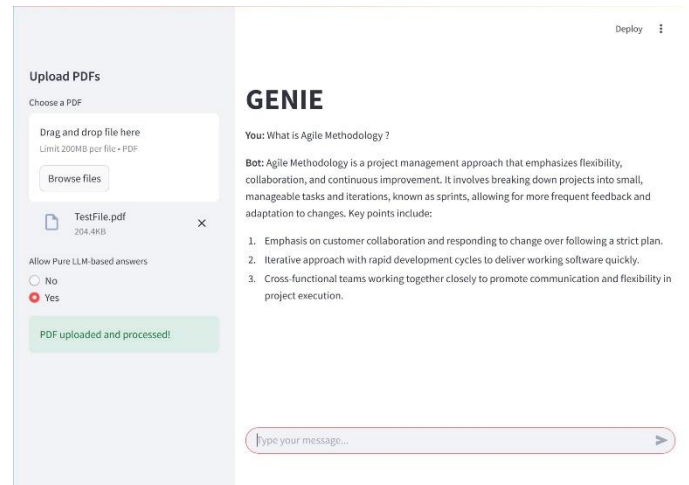 Deploy
Upload PDFs
Choose a PDF
Drag and drop file here
Limit 200MB per file • PDF
Browse files
TestFile.pdf
204.4KB
Allow Pure LLM-based answers
No
Yes
PDF uploaded and processed!
GENIE
You: What is Agile Methodology ?
Bot: Agile Methodology is a project management approach that emphasizes flexibility,
collaboration, and continuous improvement. It involves breaking down projects into small,
manageable tasks and iterations, known as sprints, allowing for more frequent feedback and
adaptation to changes. Key points include:
1. Emphasis on customer collaboration and responding to change over following a strict plan.
2. Iterative approach with rapid development cycles to deliver working software quickly.
3. Cross-functional teams working together closely to promote communication and flexibility in
project execution.
Type your message...